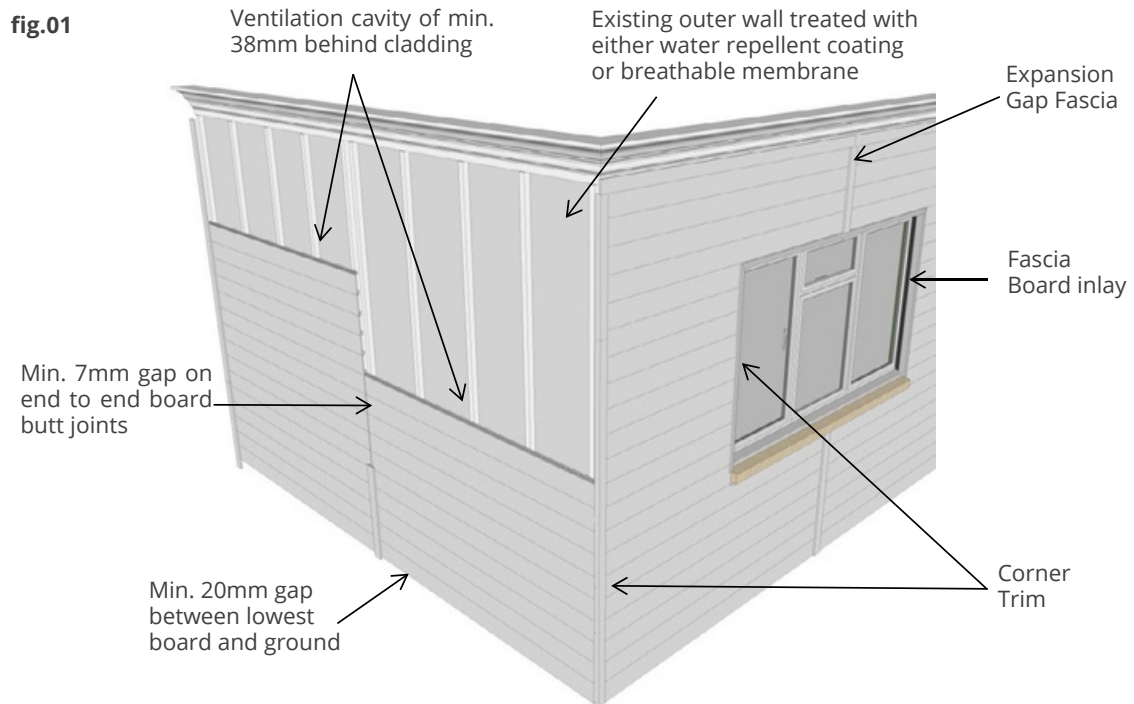 fig.01
Ventilation cavity of min.
38mm behind cladding
Existing outer wall treated with
either water repellent coating
or breathable membrane
Expansion
Gap Fascia
Fascia
Board inlay
Min. 7mm gap on
end to end board
butt joints
Min. 20mm gap
between lowest
board and ground
Corner
Trim